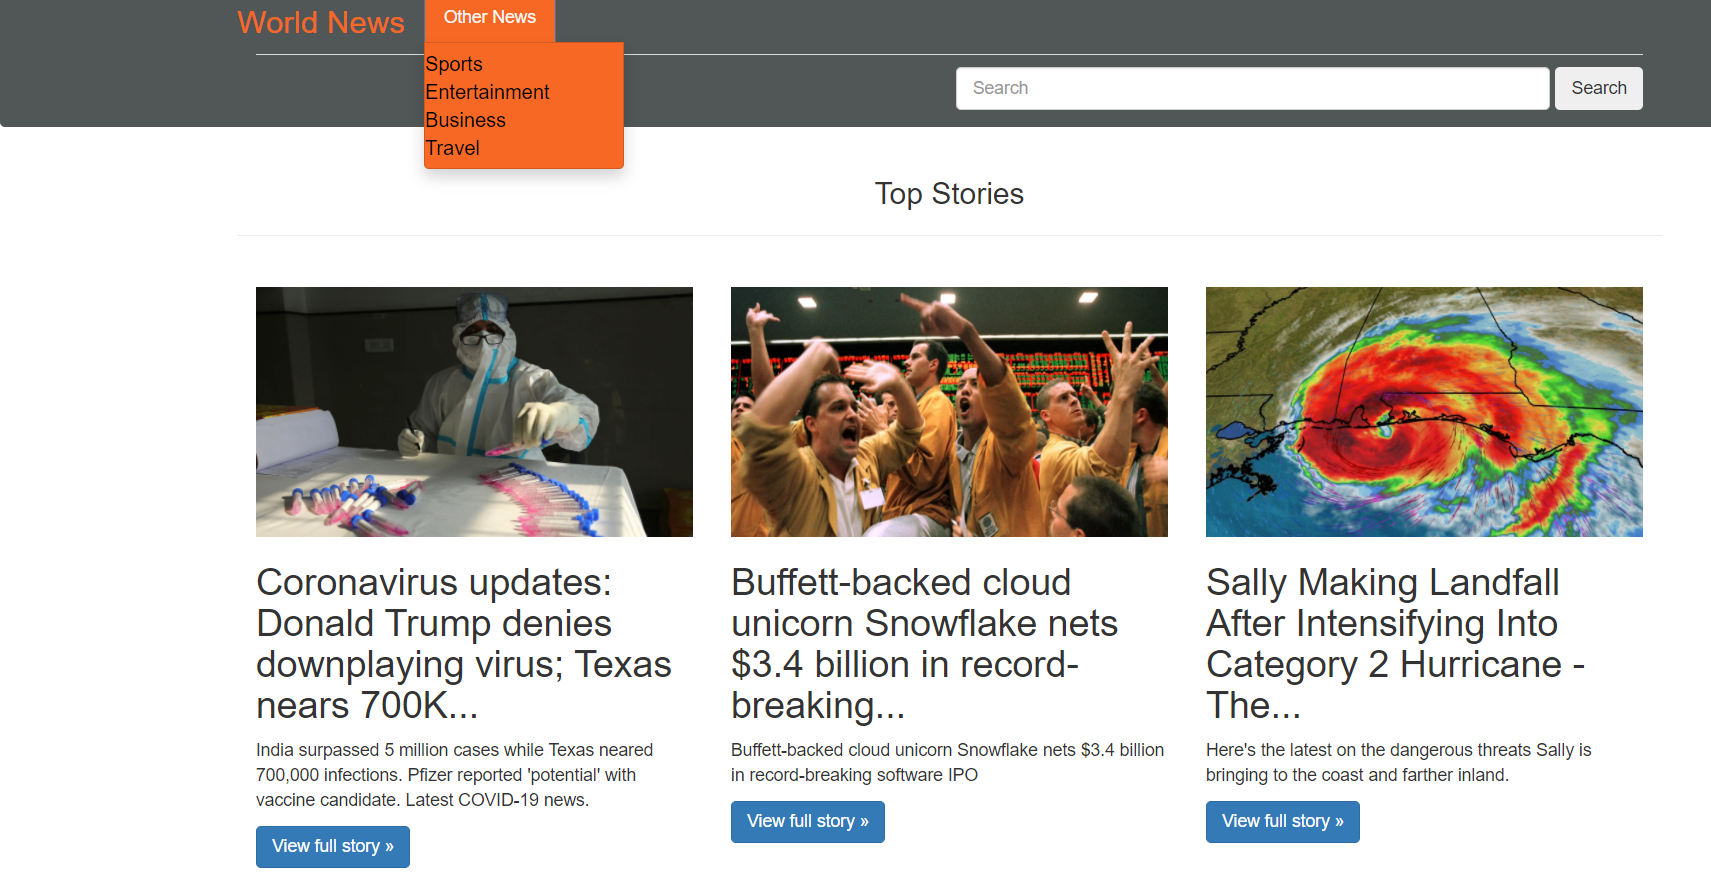 World News
Other News
Sports
Entertainment
Business
Travel
Search
Search
Top Stories
Coronavirus updates:
Donald Trump denies
downplaying virus; Texas
nears 700K...
India surpassed 5 million cases while Texas neared
700,000 infections. Pfizer reported 'potential' with
vaccine candidate. Latest COVID-19 news.
View full story »
Buffett-backed cloud
unicorn Snowflake nets
$3.4 billion in record-
breaking...
Buffett-backed cloud unicorn Snowflake nets $3.4 billion
in record-breaking software IPO
View full story »
Sally Making Landfall
After Intensifying Into
Category 2 Hurricane -
The...
Here's the latest on the dangerous threats Sally is
bringing to the coast and farther inland.
View full story »